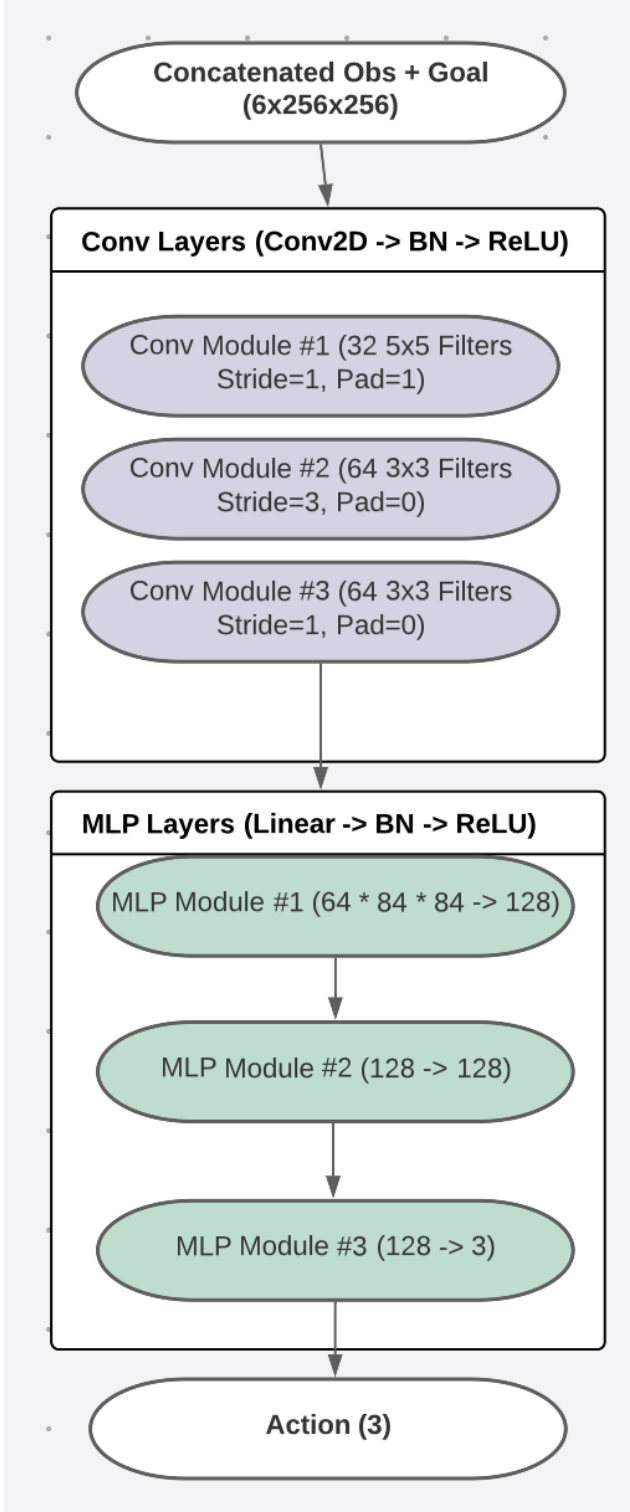 Concatenated Obs + Goal
(6x256x256)
Conv Layers (Conv2D -> BN -> ReLU)
Conv Module #1 (32 5x5 Filters
Stride=1, Pad=1)
Conv Module #2 (64 3x3 Filters
Stride=3, Pad=0)
Conv Module #3 (64 3x3 Filters
Stride=1, Pad=0)
MLP Layers (Linear -> BN -> ReLU)
MLP Module #1 (64 * 84 * 84 -> 128)
MLP Module #2 (128 -> 128)
MLP Module #3 (128 -> 3)
Action (3)